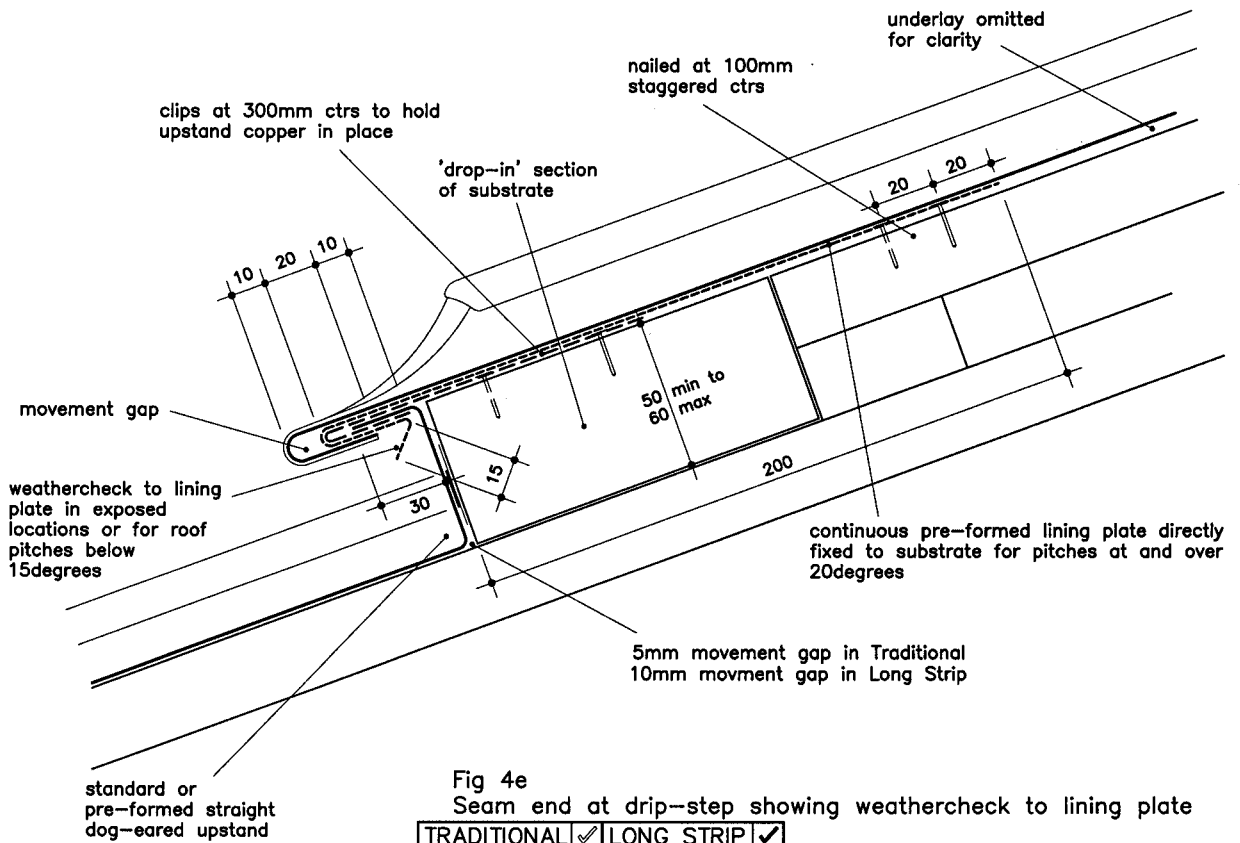 underlay omitted
for clarity
nailed at 100mm
staggered ctrs
clips at 300mm ctrs to hold
upstand copper in place
'drop-in' section
of substrate
20
20
10
20
10
movement gap
50 min to
60 max
15
200
30
weathercheck to lining
plate in exposed
locations or for roof
pitches below
15degrees
continuous pre-formed lining plate directly
fixed to substrate for pitches at and over
20degrees
5mm movement gap in Traditional
10mm movment gap in Long Strip
standard or
pre-formed straight
dog-eared upstand
Fig 4e
Seam end at drip-step showing weathercheck to lining plate
TRADITIONAL ✓ LONG STRIP ✓